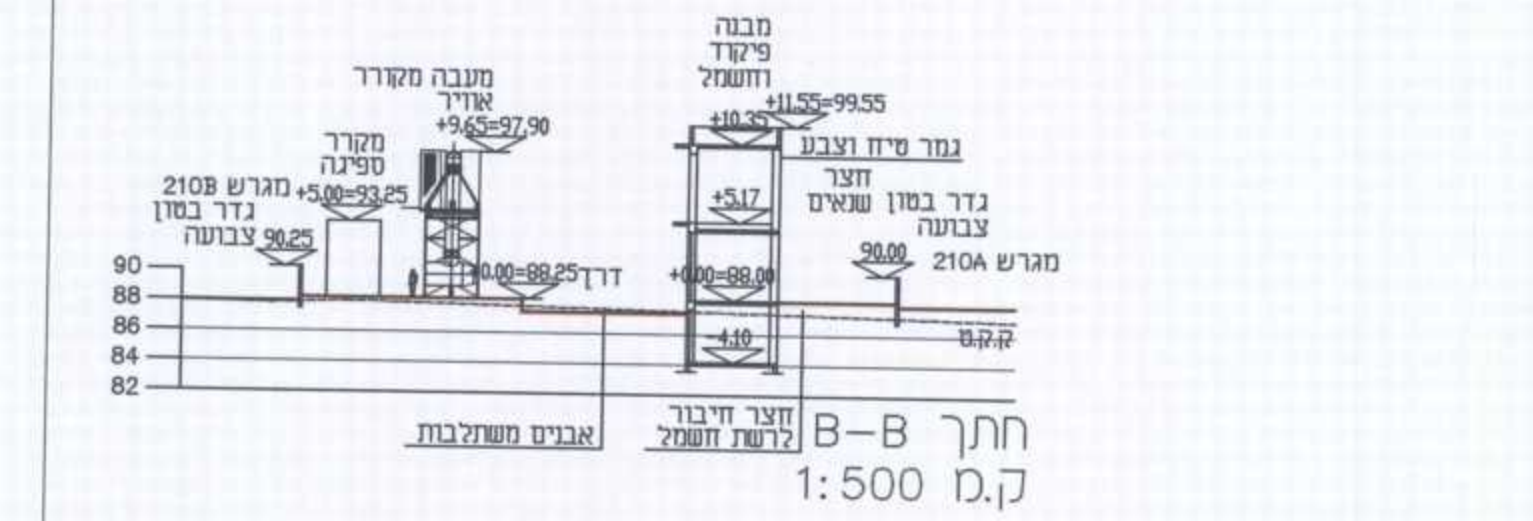 מבנה
פיקוד
וחשמל
+11.55=99.55
+10.35
גמר טיח וצבע
מעבה מקורר
אוויר
+9.65=97.90
מקרר
ספיגה
+5.00=93.25
מגרש 210B
גדר בטון
צבועה 90.25
חצר
שנאים
+5.17
גדר בטון
צבועה
90.00
מגרש 210A
+0.00=88.25
דרך
+0.00=88.00
90
88
86
84
82
ק.ק.ט
-4.10
אבנים משתלבות
חצר חיבור
לרשת חשמל
חתך B-B
ק.מ 1:500